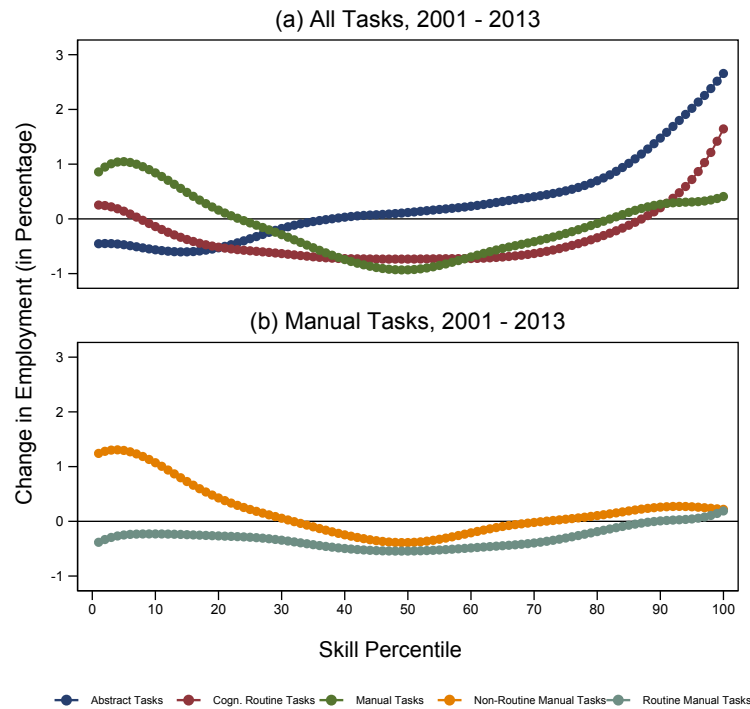 (a) All Tasks, 2001 - 2013
3
2
1
0
-1
(b) Manual Tasks, 2001 - 2013
3
2
1
0
-1
0 10 20 30 40 50 60 70 80 90 100
Change in Employment (in Percentage)
Skill Percentile
Abstract Tasks Cogn. Routine Tasks Manual Tasks Non-Routine Manual Tasks Routine Manual Tasks